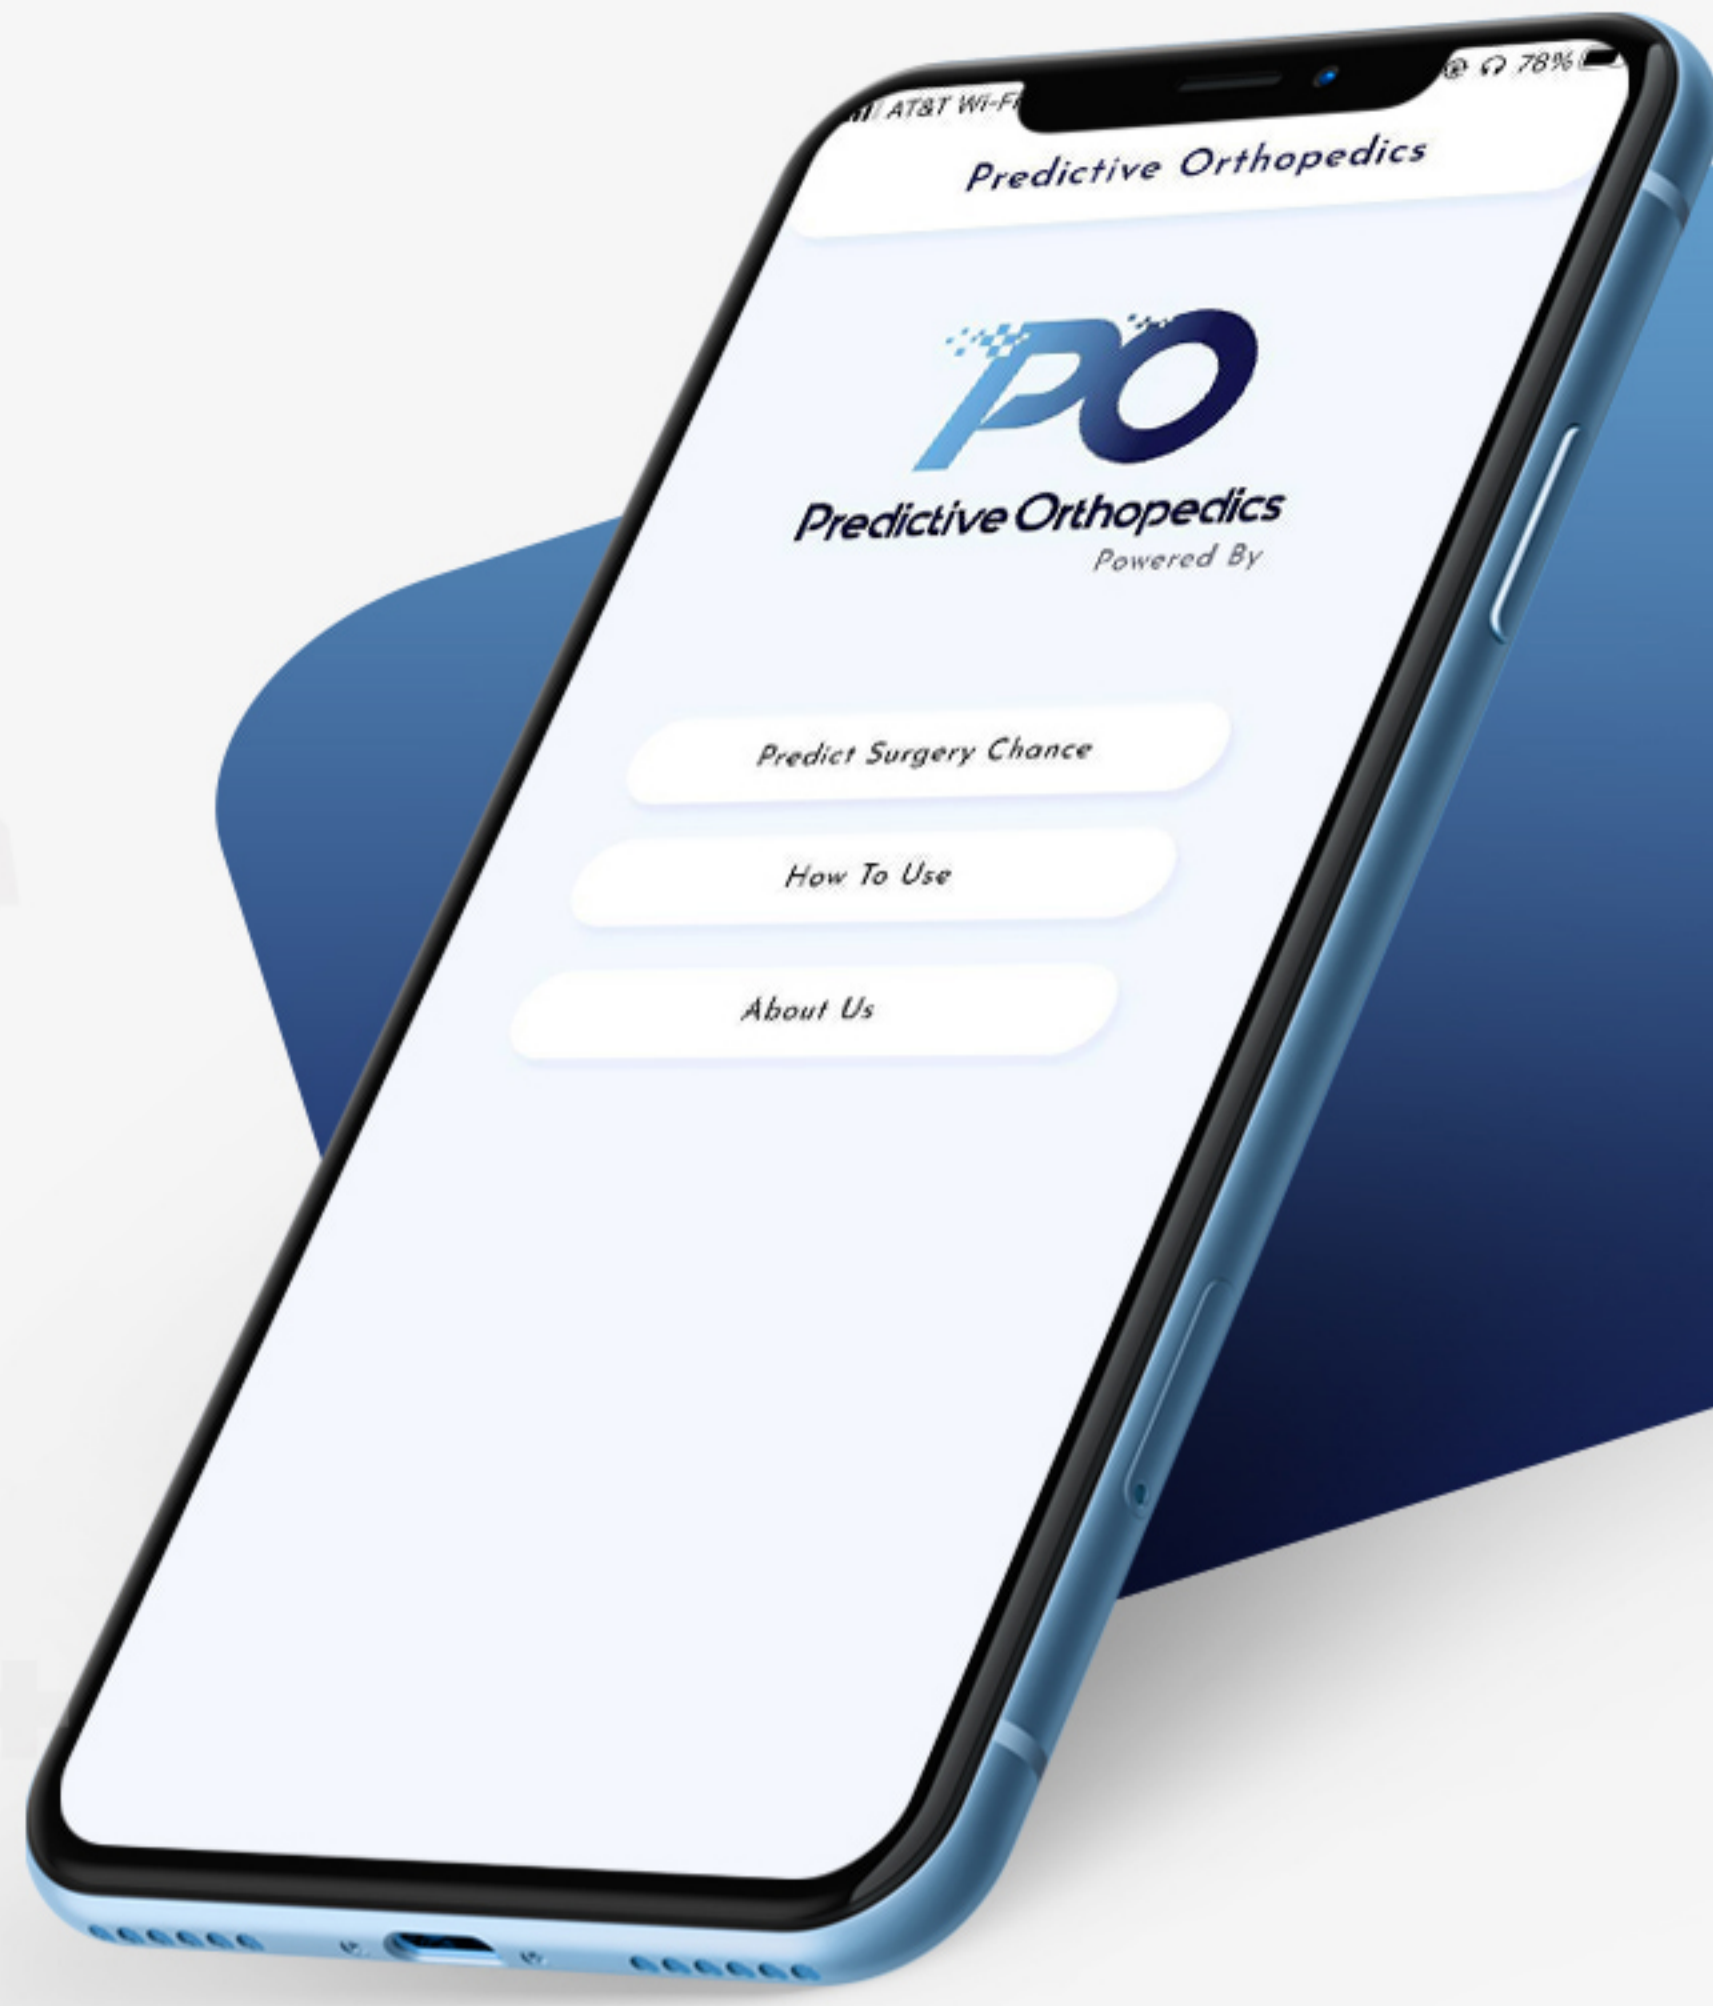 AT&T Wi-Fi
78%
Predictive Orthopedics
PO
Predictive Orthopedics
Powered By
Predict Surgery Chance
How To Use
About Us